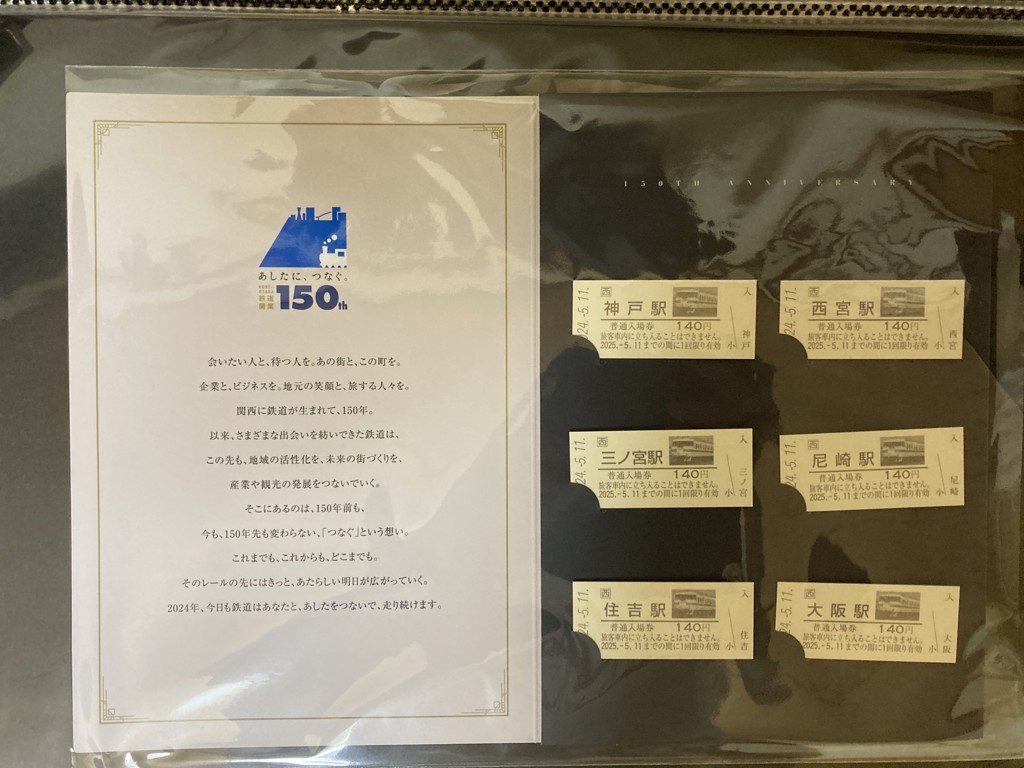 あしたに、つなぐ。
KOBE-
OSAKA
鉄道
開業
150th
会いたい人と、待つ人を。あの街と、この町を。
企業と、ビジネスを。地元の笑顔と、旅する人々を。
関西に鉄道が生まれて、150年。
以来、さまざまな出会いを紡いできた鉄道は、
この先も、地域の活性化を、未来の街づくりを、
産業や観光の発展をつないでいく。
そこにあるのは、150年前も、
今も、150年先も変わらない、「つなぐ」という想い。
これまでも、これからも、どこまでも。
そのレールの先にはきっと、あたらしい明日が広がっていく。
2024年、今日も鉄道はあなたと、あしたをつないで、走り続けます。
150TH ANNIVERSARY
西 入
24.-5.11.
神戸駅
普通入場券 140円
旅客車内に立ち入ることはできません。
2025.-5.11までの間に1回限り有効 小 神戸
西 入
24.-5.11.
西宮駅
普通入場券 140円
旅客車内に立ち入ることはできません。
2025.-5.11までの間に1回限り有効 小 西宮
西 入
24.-5.11.
三ノ宮駅
普通入場券 140円
旅客車内に立ち入ることはできません。
2025.-5.11までの間に1回限り有効 小 三ノ宮
西 入
24.-5.11.
尼崎駅
普通入場券 140円
旅客車内に立ち入ることはできません。
2025.-5.11までの間に1回限り有効 小 尼崎
西 入
24.-5.11.
住吉駅
普通入場券 140円
旅客車内に立ち入ることはできません。
2025.-5.11までの間に1回限り有効 小 住吉
西 入
24.-5.11.
大阪駅
普通入場券 140円
旅客車内に立ち入ることはできません。
2025.-5.11までの間に1回限り有効 小 大阪